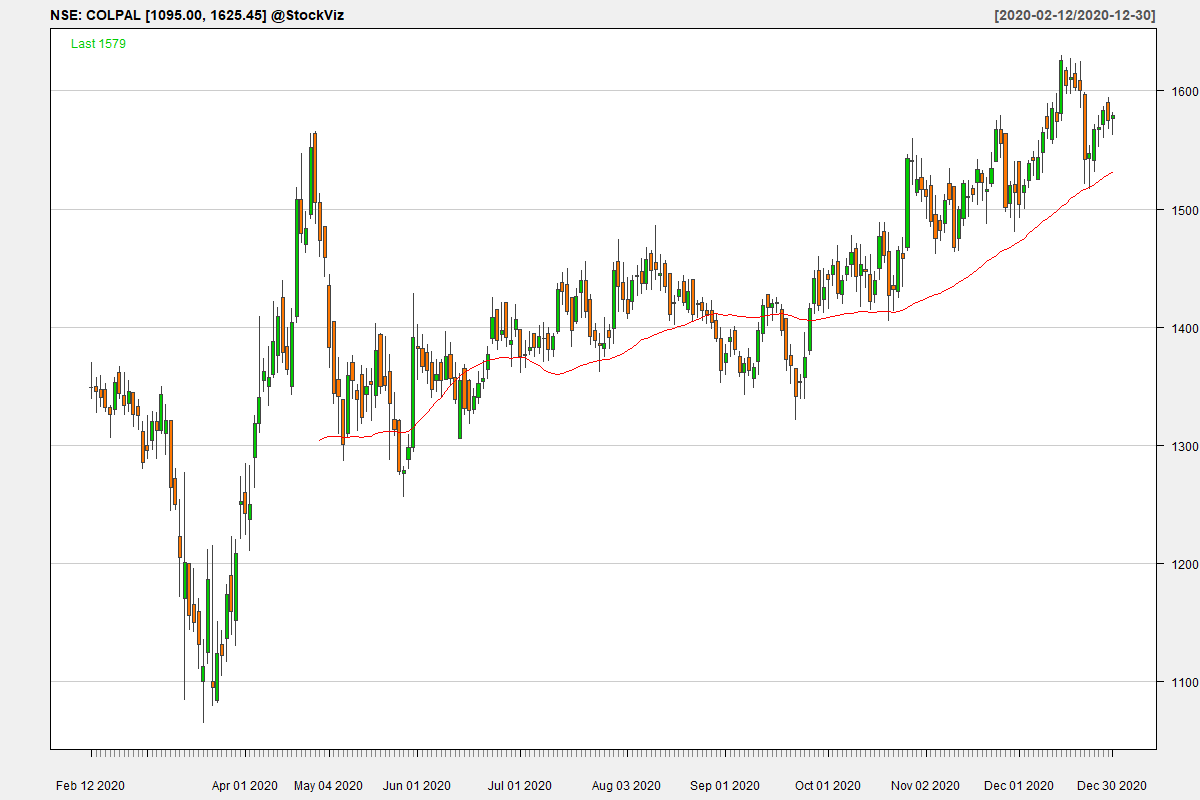 NSE: COLPAL [1095.00, 1625.45] @StockViz
[2020-02-12/2020-12-30]
Last 1579
1600
1500
1400
1300
1200
1100
Feb 12 2020
Apr 01 2020
May 04 2020
Jun 01 2020
Jul 01 2020
Aug 03 2020
Sep 01 2020
Oct 01 2020
Nov 02 2020
Dec 01 2020
Dec 30 2020